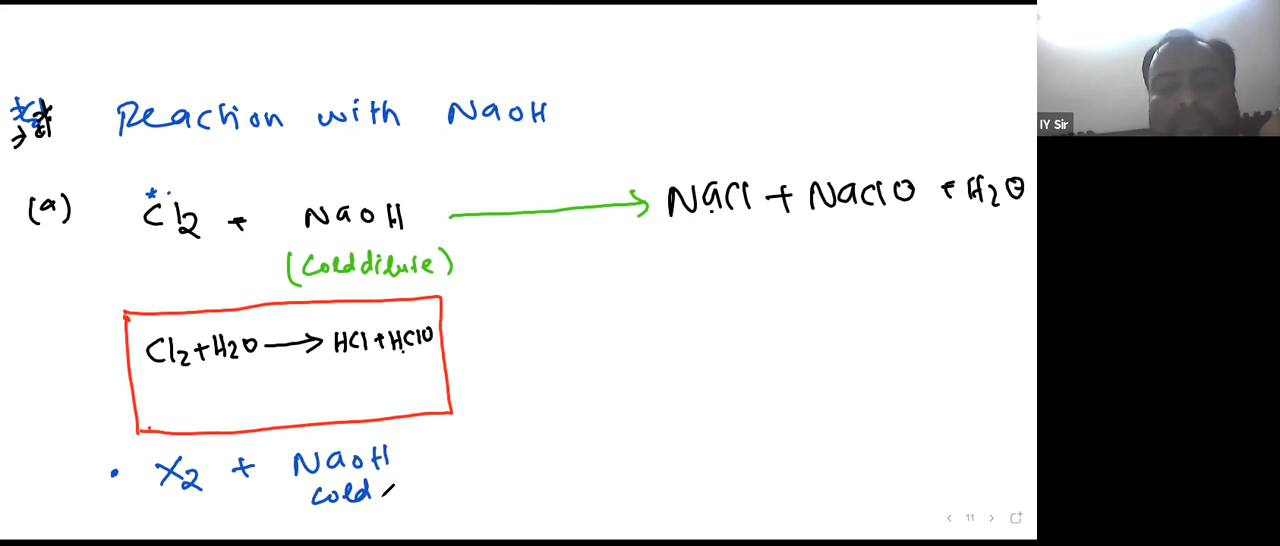 Reaction with NaOH
(a) Cl2 + NaOH → NaCl + NaClO + H2O
(cold dilute)
Cl2 + H2O → HCl + HClO
• X2 + NaOH
cold
IY Sir
< 11 >